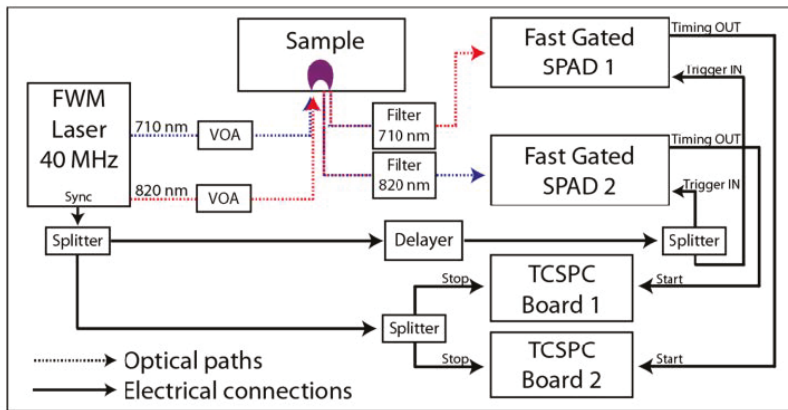 Sample
Fast Gated
SPAD 1
Timing OUT
Trigger IN
FWM
Laser
40 MHz
Sync
710 nm
VOA
820 nm
VOA
Filter
710 nm
Filter
820 nm
Fast Gated
SPAD 2
Timing OUT
Trigger IN
Splitter
Delayer
Splitter
Splitter
Stop
TCSPC
Board 1
Start
Stop
TCSPC
Board 2
Start
Optical paths
Electrical connections